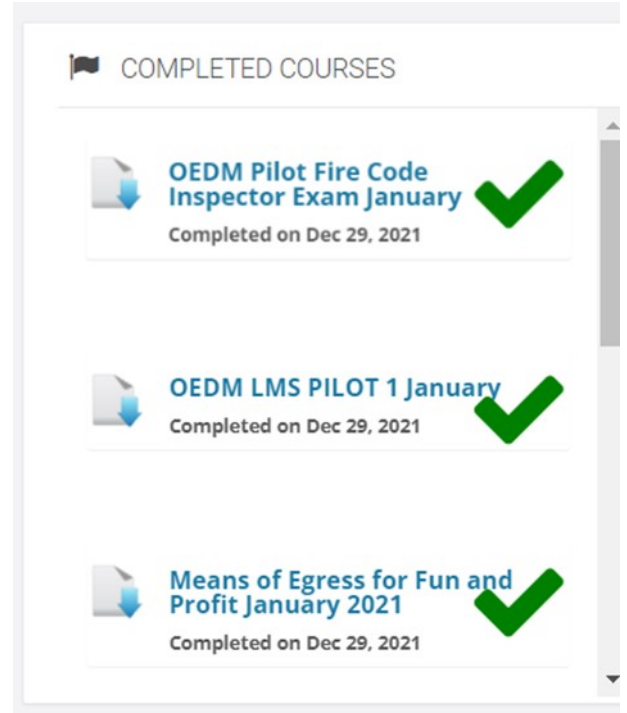 COMPLETED COURSES
OEDM Pilot Fire Code
Inspector Exam January
Completed on Dec 29, 2021
OEDM LMS PILOT 1 January
Completed on Dec 29, 2021
Means of Egress for Fun and
Profit January 2021
Completed on Dec 29, 2021